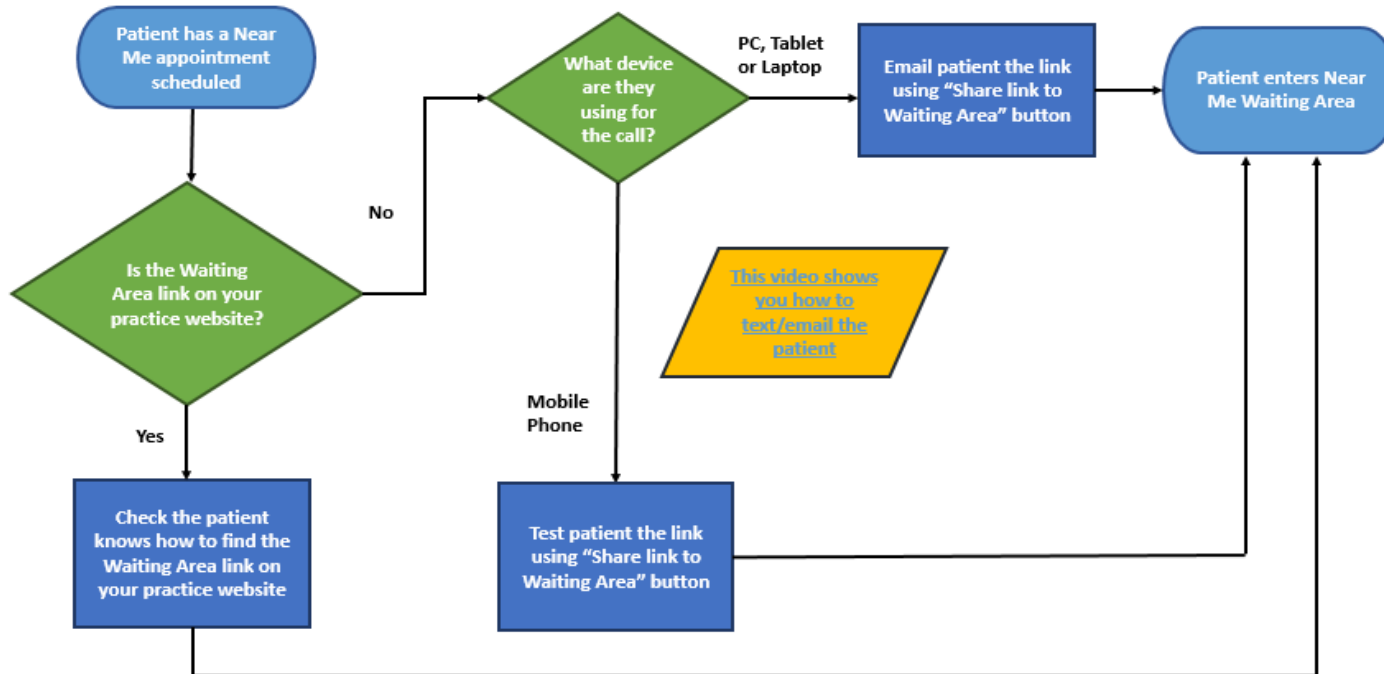 Patient has a Near
Me appointment
scheduled
What device
are they
using for
the call?
PC, Tablet
or Laptop
Email patient the link
using “Share link to
Waiting Area” button
Patient enters Near
Me Waiting Area
No
Is the Waiting
Area link on your
practice website?
This video shows
you how to
text/email the
patient
Mobile
Phone
Yes
Check the patient
knows how to find the
Waiting Area link on
your practice website
Test patient the link
using “Share link to
Waiting Area” button